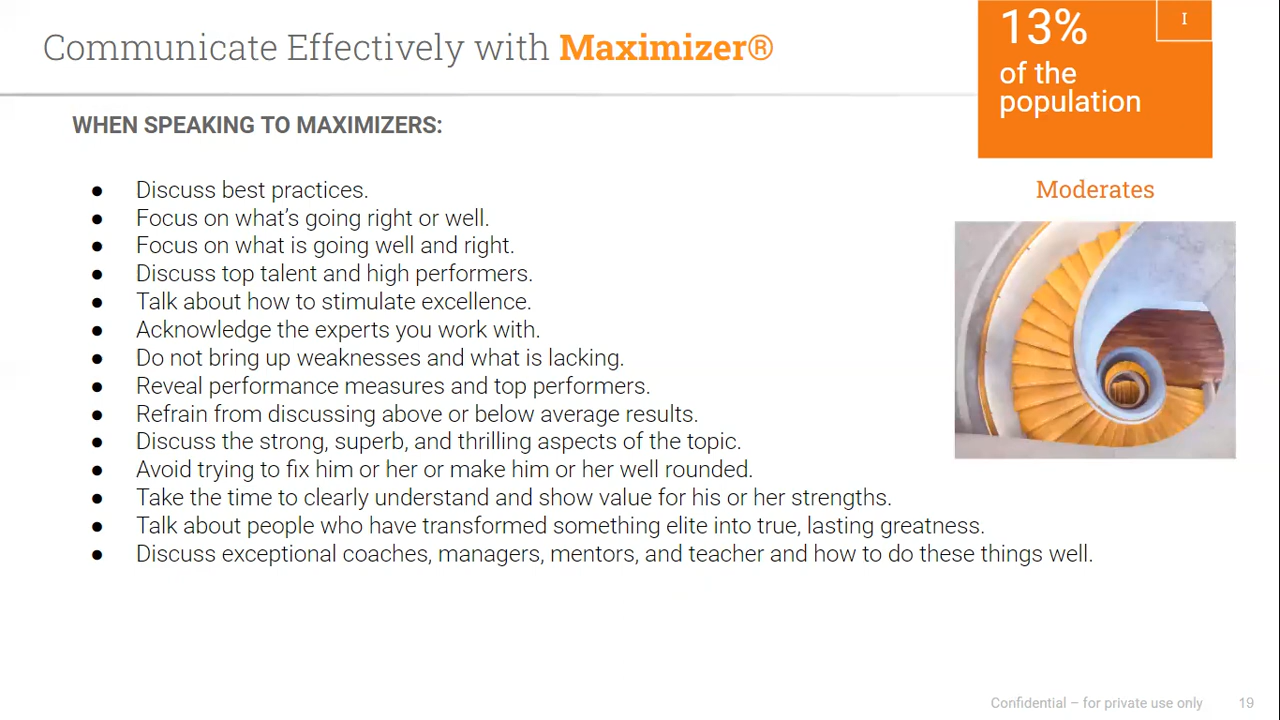 Communicate Effectively with Maximizer®
13%
I
of the
population
WHEN SPEAKING TO MAXIMIZERS:
Moderates
● Discuss best practices.
● Focus on what’s going right or well.
● Focus on what is going well and right.
● Discuss top talent and high performers.
● Talk about how to stimulate excellence.
● Acknowledge the experts you work with.
● Do not bring up weaknesses and what is lacking.
● Reveal performance measures and top performers.
● Refrain from discussing above or below average results.
● Discuss the strong, superb, and thrilling aspects of the topic.
● Avoid trying to fix him or her or make him or her well rounded.
● Take the time to clearly understand and show value for his or her strengths.
● Talk about people who have transformed something elite into true, lasting greatness.
● Discuss exceptional coaches, managers, mentors, and teacher and how to do these things well.
Confidential – for private use only 19